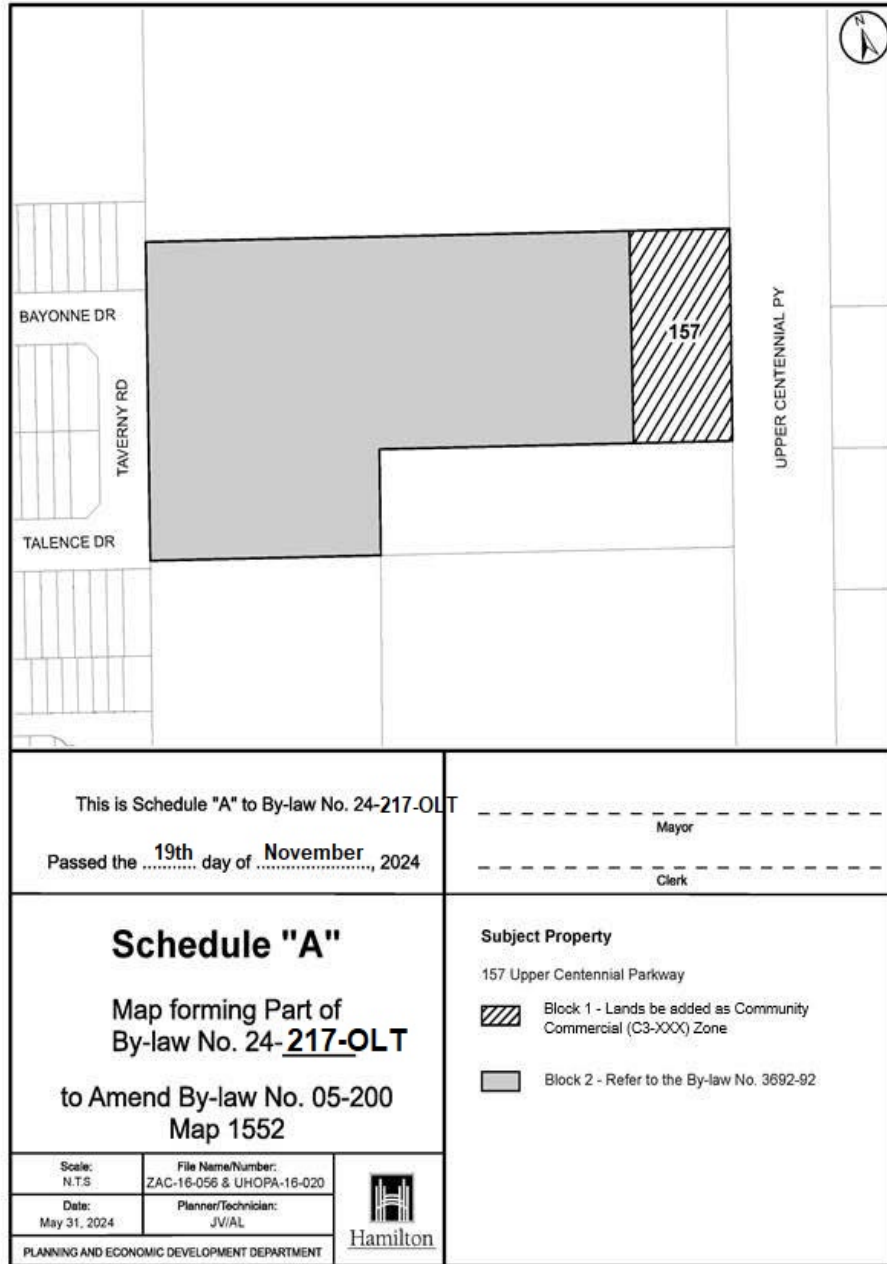 N
BAYONNE DR
TAVERNY RD
TALENCE DR
157
UPPER CENTENNIAL PY
This is Schedule "A" to By-law No. 24-217-OLT
Passed the ..19th.. day of ..November.., 2024
Mayor
Clerk
Schedule "A"
Map forming Part of
By-law No. 24-217-OLT
to Amend By-law No. 05-200
Map 1552
Scale:
N.T.S
File Name/Number:
ZAC-16-056 & UHOPA-16-020
Date:
May 31, 2024
Planner/Technician:
JV/AL
PLANNING AND ECONOMIC DEVELOPMENT DEPARTMENT
Hamilton
Subject Property
157 Upper Centennial Parkway
Block 1 - Lands be added as Community
Commercial (C3-XXX) Zone
Block 2 - Refer to the By-law No. 3692-92